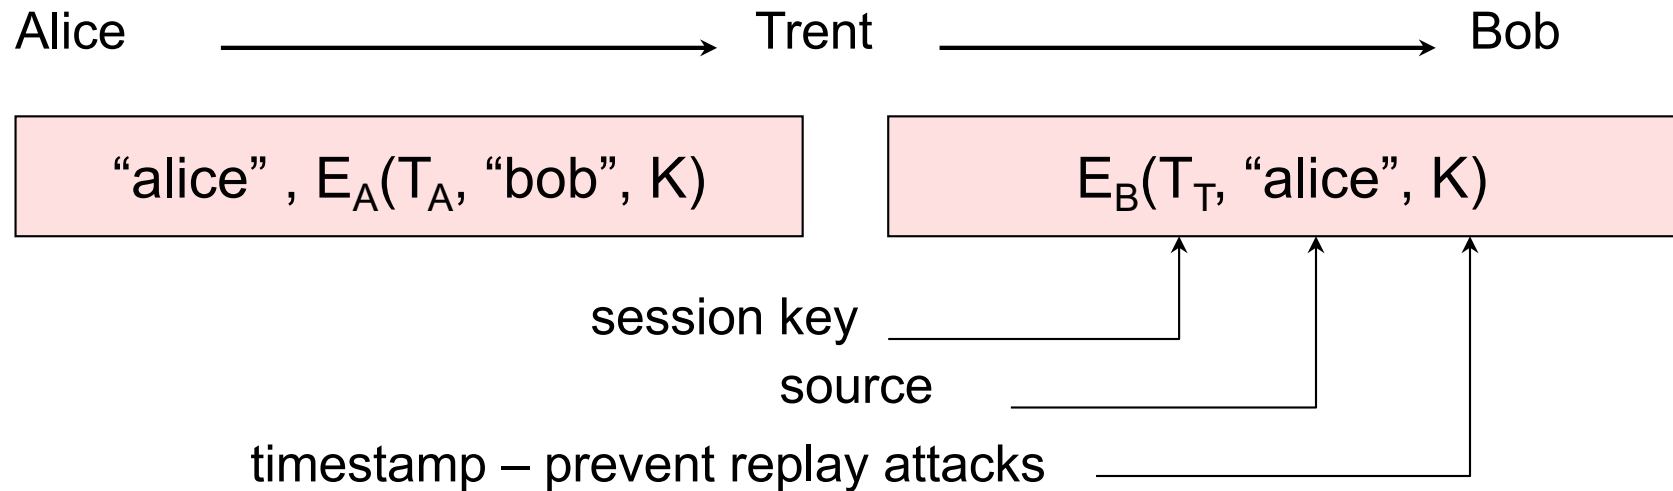 Alice Trent Bob
“alice” , E_A(T_A, “bob”, K) E_B(T_T, “alice”, K)
session key
source
timestamp – prevent replay attacks